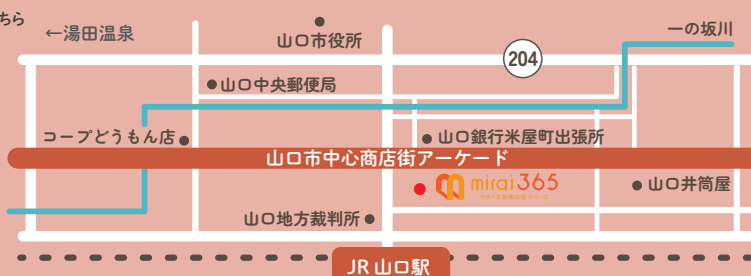 ちら
←湯田温泉
山口市役所
一の坂川
204
山口中央郵便局
コープどうもん店
山口銀行米屋町出張所
山口市中心商店街アーケード
mirai365
山口井筒屋
山口地方裁判所
JR山口駅